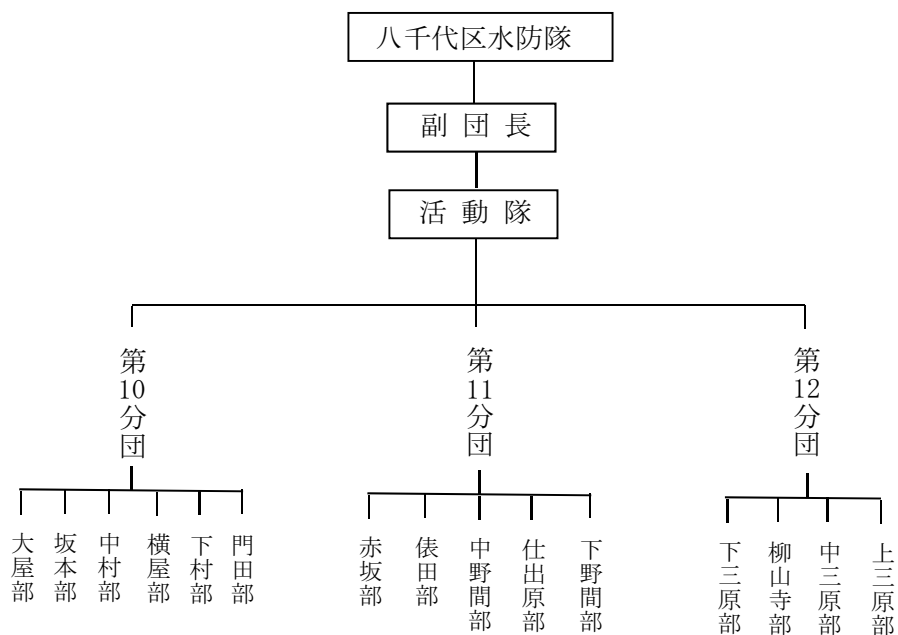 八千代区水防隊
副団長
活動隊
第10分団
第11分団
第12分団
大屋部
坂本部
中村部
横屋部
下村部
門田部
赤坂部
俵田部
中野間部
仕出原部
下野間部
下三原部
柳山寺部
中三原部
上三原部